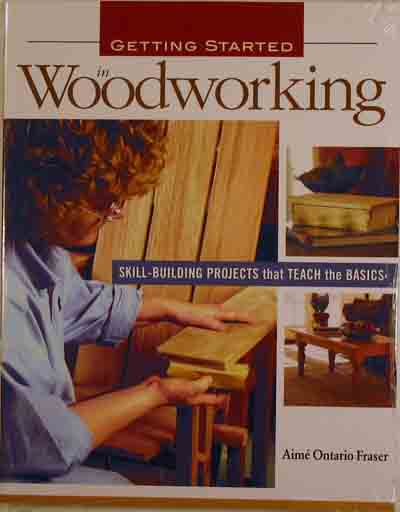 GETTING STARTED
in
Woodworking
SKILL-BUILDING PROJECTS that TEACH the BASICS
Aimé Ontario Fraser